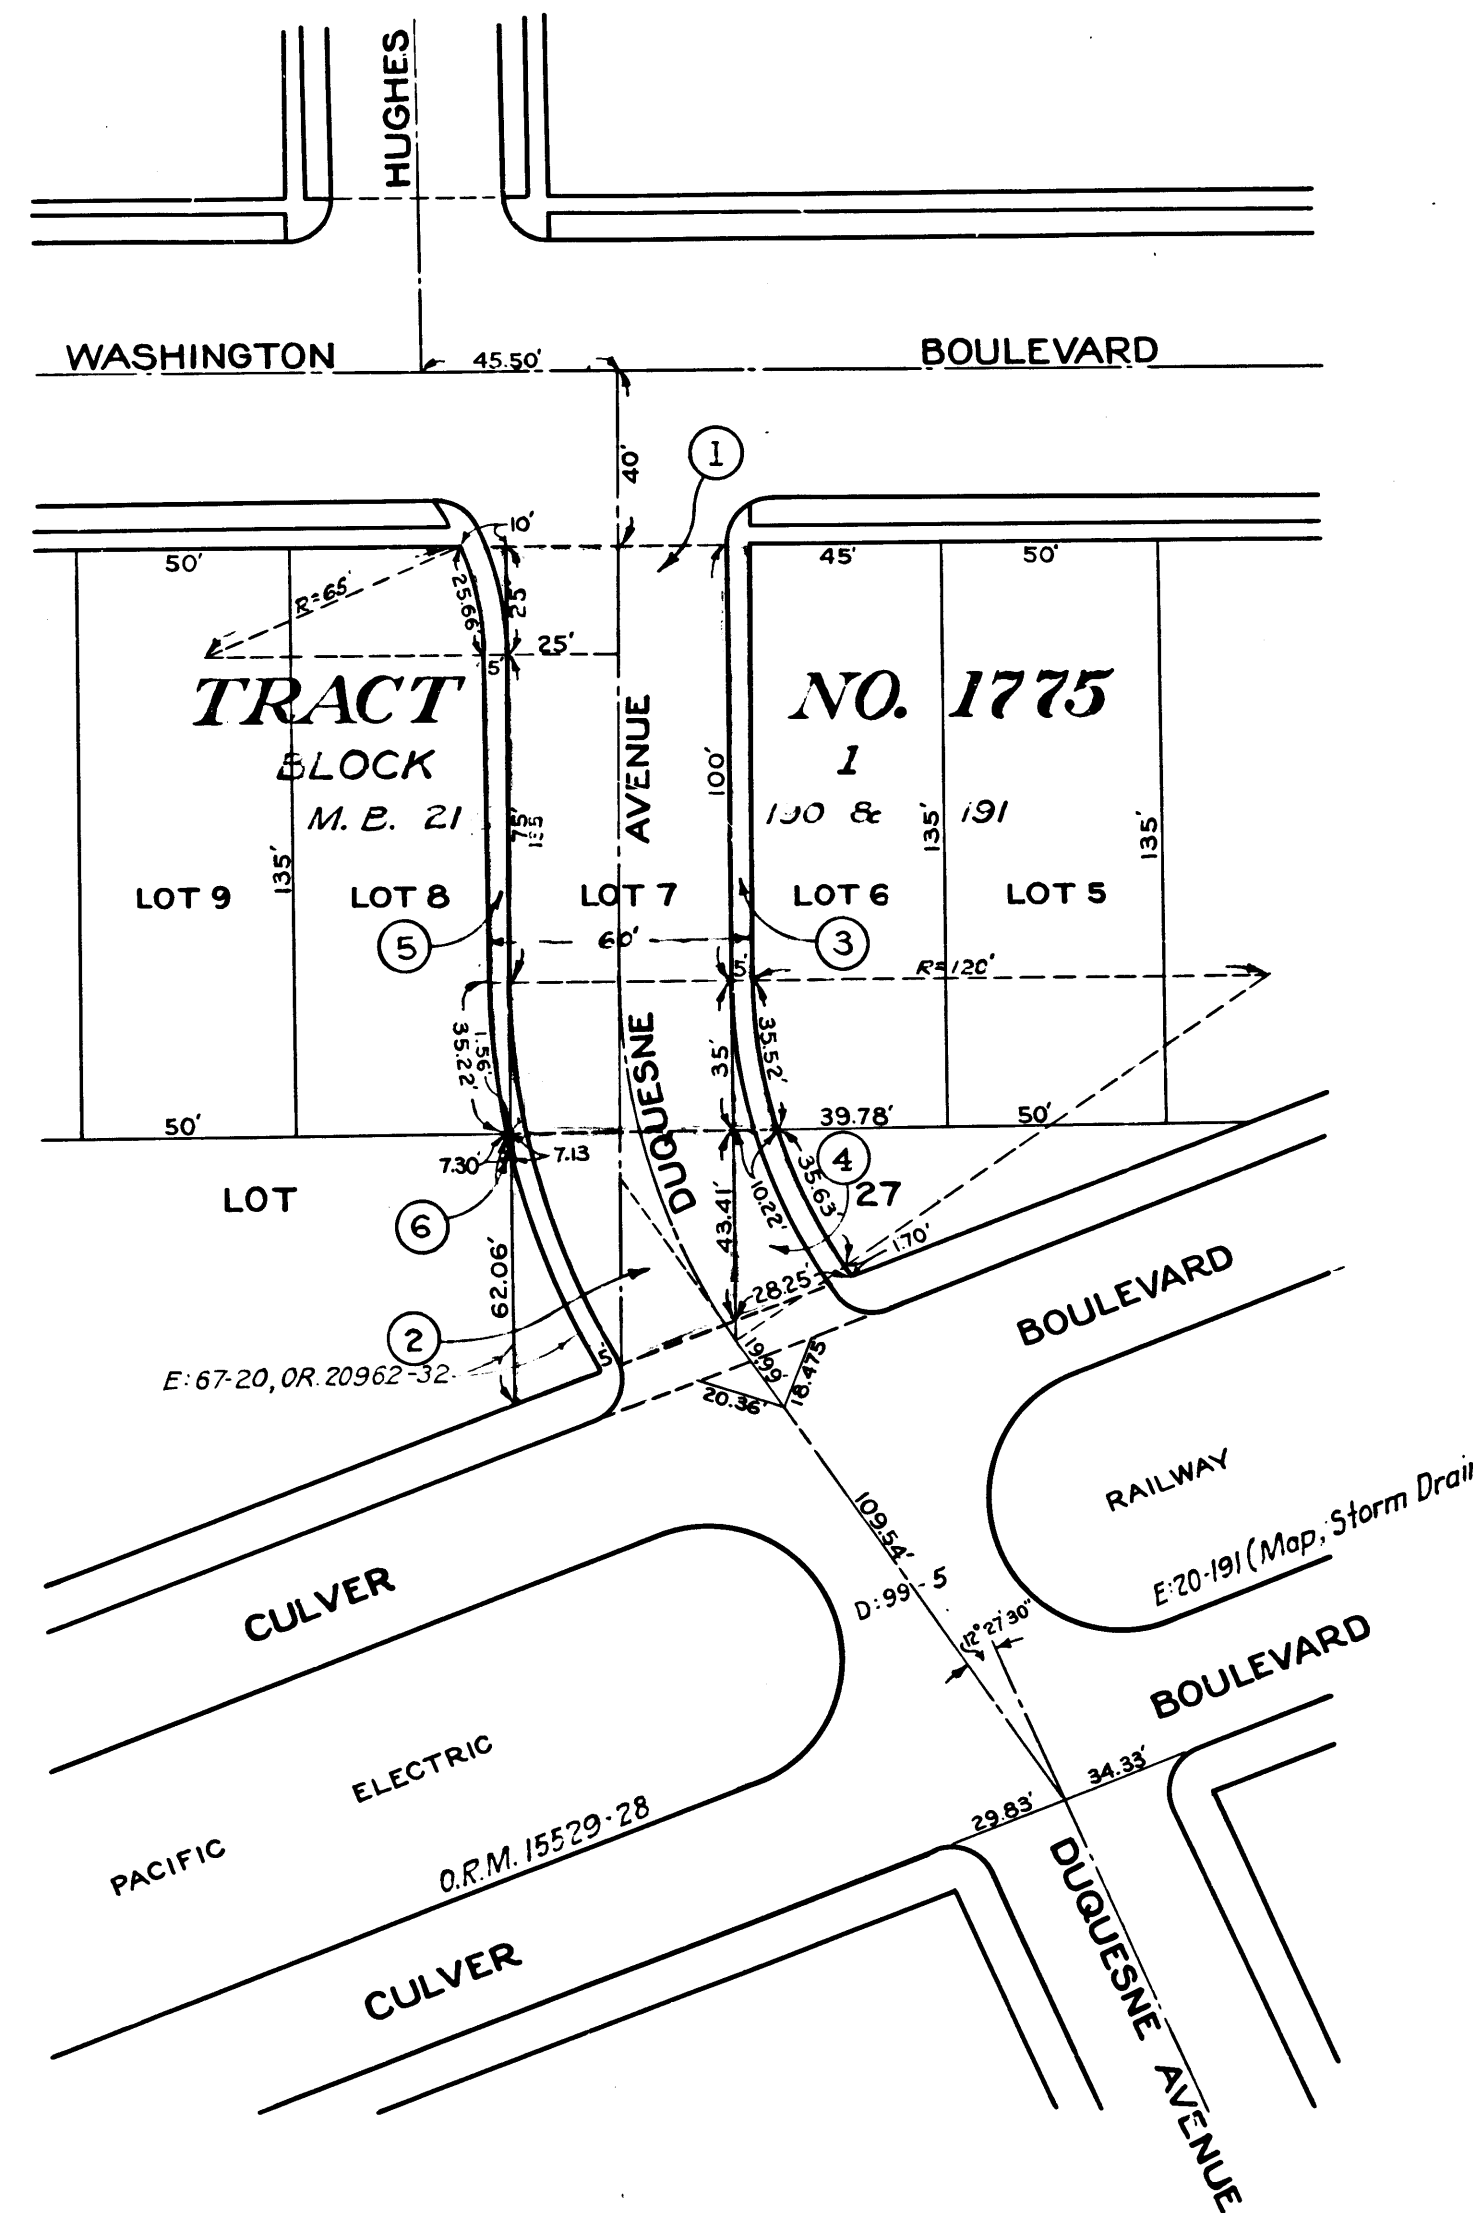 HUGHES
WASHINGTON BOULEVARD
45.50'
40'
1
10'
50' 45' 50'
R=65'
25.66'
25'
25'
5'
TRACT NO. 1775
BLOCK 1
M. B. 21 191
AVENUE
100'
75'
135'
135'
135'
LOT 9 LOT 8 LOT 7 LOT 6 LOT 5
5 60' 3
5' R=120'
35.22'
1.56'
DUQUESNE
35'
35.52'
50' 39.78' 50'
7.30' 7.13
4
LOT 27
6
35.63'
10.22'
43.41'
62.06'
1.70'
28.25'
2
5'
BOULEVARD
E:67-20, O.R. 20962-32
19.99'
18.475
20.36'
RAILWAY
109.54'
E:20-191 (Map, Storm Drain
D:99-5
CULVER
12°27'30"
BOULEVARD
ELECTRIC
34.33'
29.83'
PACIFIC
O.R.M. 15529-28
CULVER
DUQUESNE AVENUE